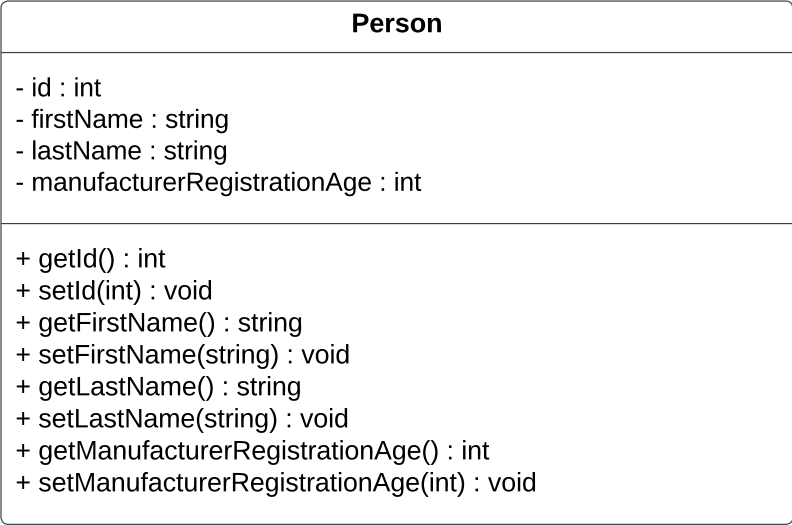 Person
- id : int
- firstName : string
- lastName : string
- manufacturerRegistrationAge : int
+ getId() : int
+ setId(int) : void
+ getFirstName() : string
+ setFirstName(string) : void
+ getLastName() : string
+ setLastName(string) : void
+ getManufacturerRegistrationAge() : int
+ setManufacturerRegistrationAge(int) : void